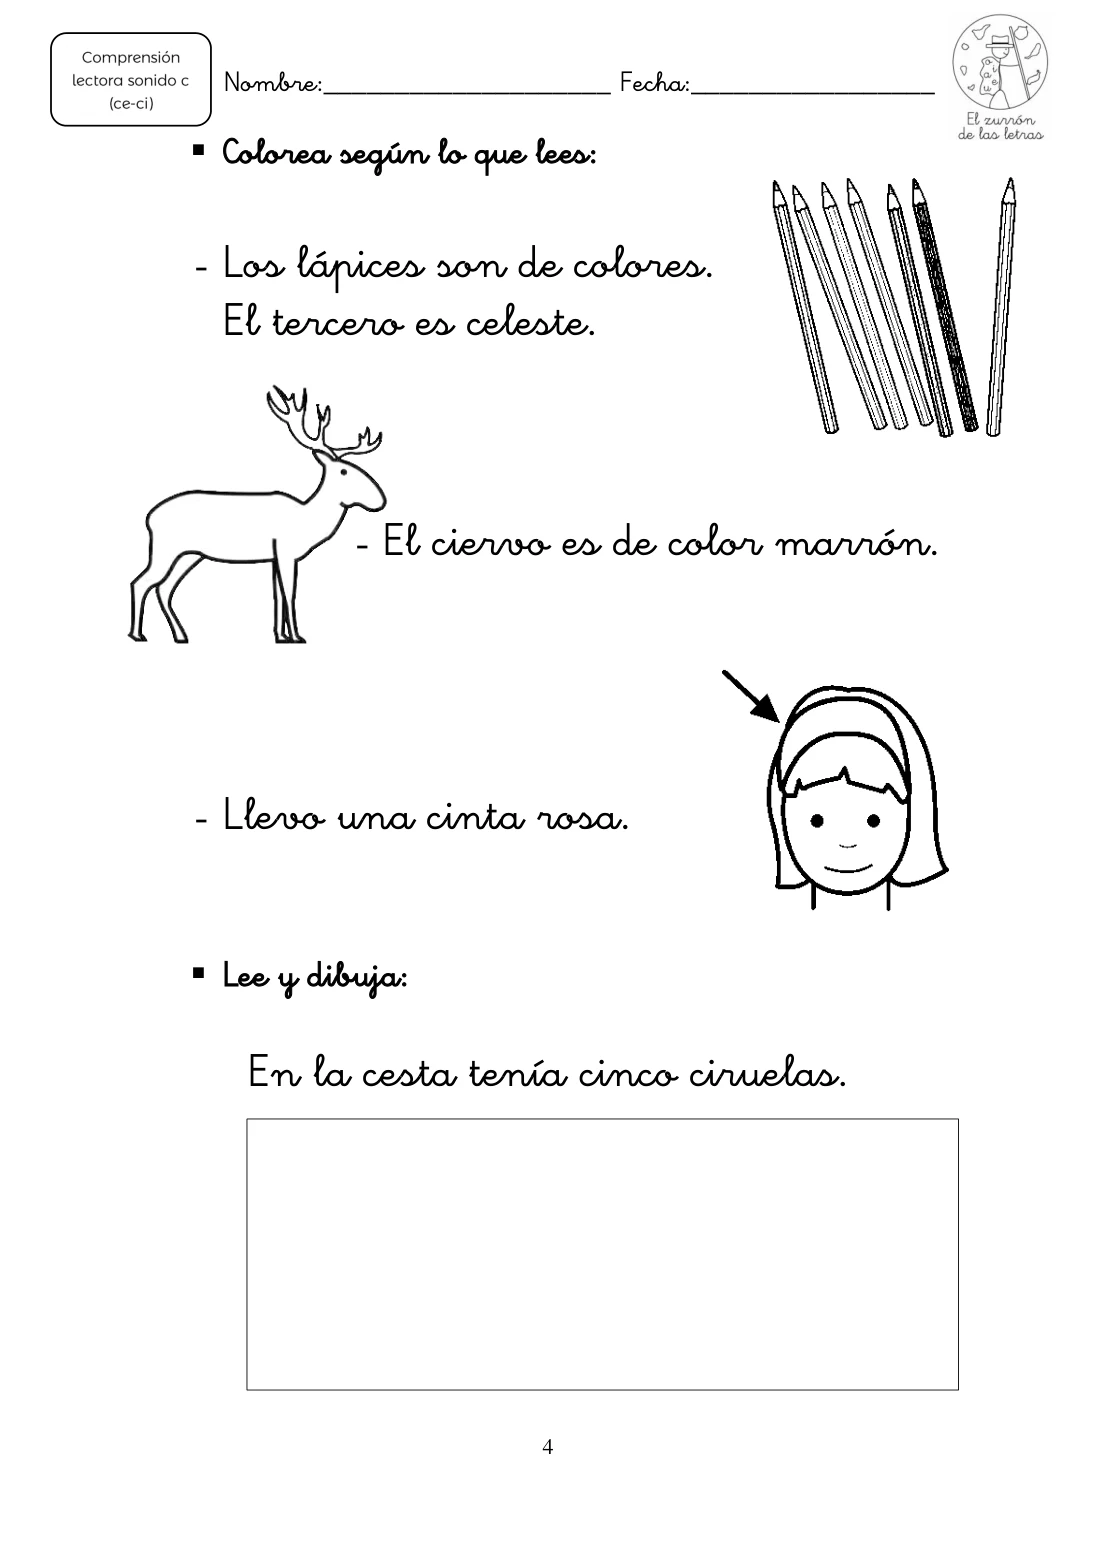 Comprensión
lectora sonido c
(ce-ci)
Nombre:____________________ Fecha:_________________
El zurrón
de las letras
▪ Colorea según lo que lees:
- Los lápices son de colores.
El tercero es celeste.
- El ciervo es de color marrón.
- Llevo una cinta rosa.
▪ Lee y dibuja:
En la cesta tenía cinco ciruelas.
4